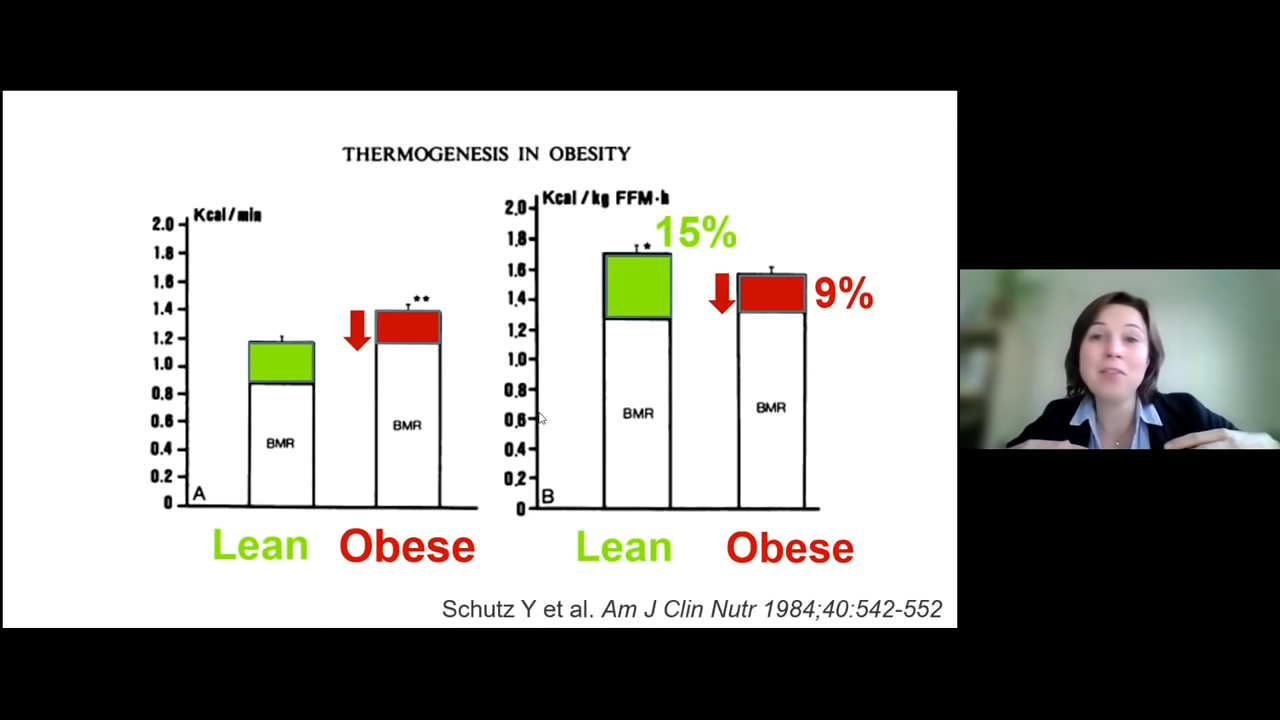 THERMOGENESIS IN OBESITY
Kcal/min
2.0
1.8
1.6
1.4
1.2
1.0
0.8
0.6
0.4
0.2
0
**
BMR
BMR
A
Lean
Obese
Kcal/kg FFM·h
2.0
1.8
1.6
1.4
1.2
1.0
0.8
0.6
0.4
0.2
0
*
15%
9%
BMR
BMR
B
Lean
Obese
Schutz Y et al. Am J Clin Nutr 1984;40:542-552